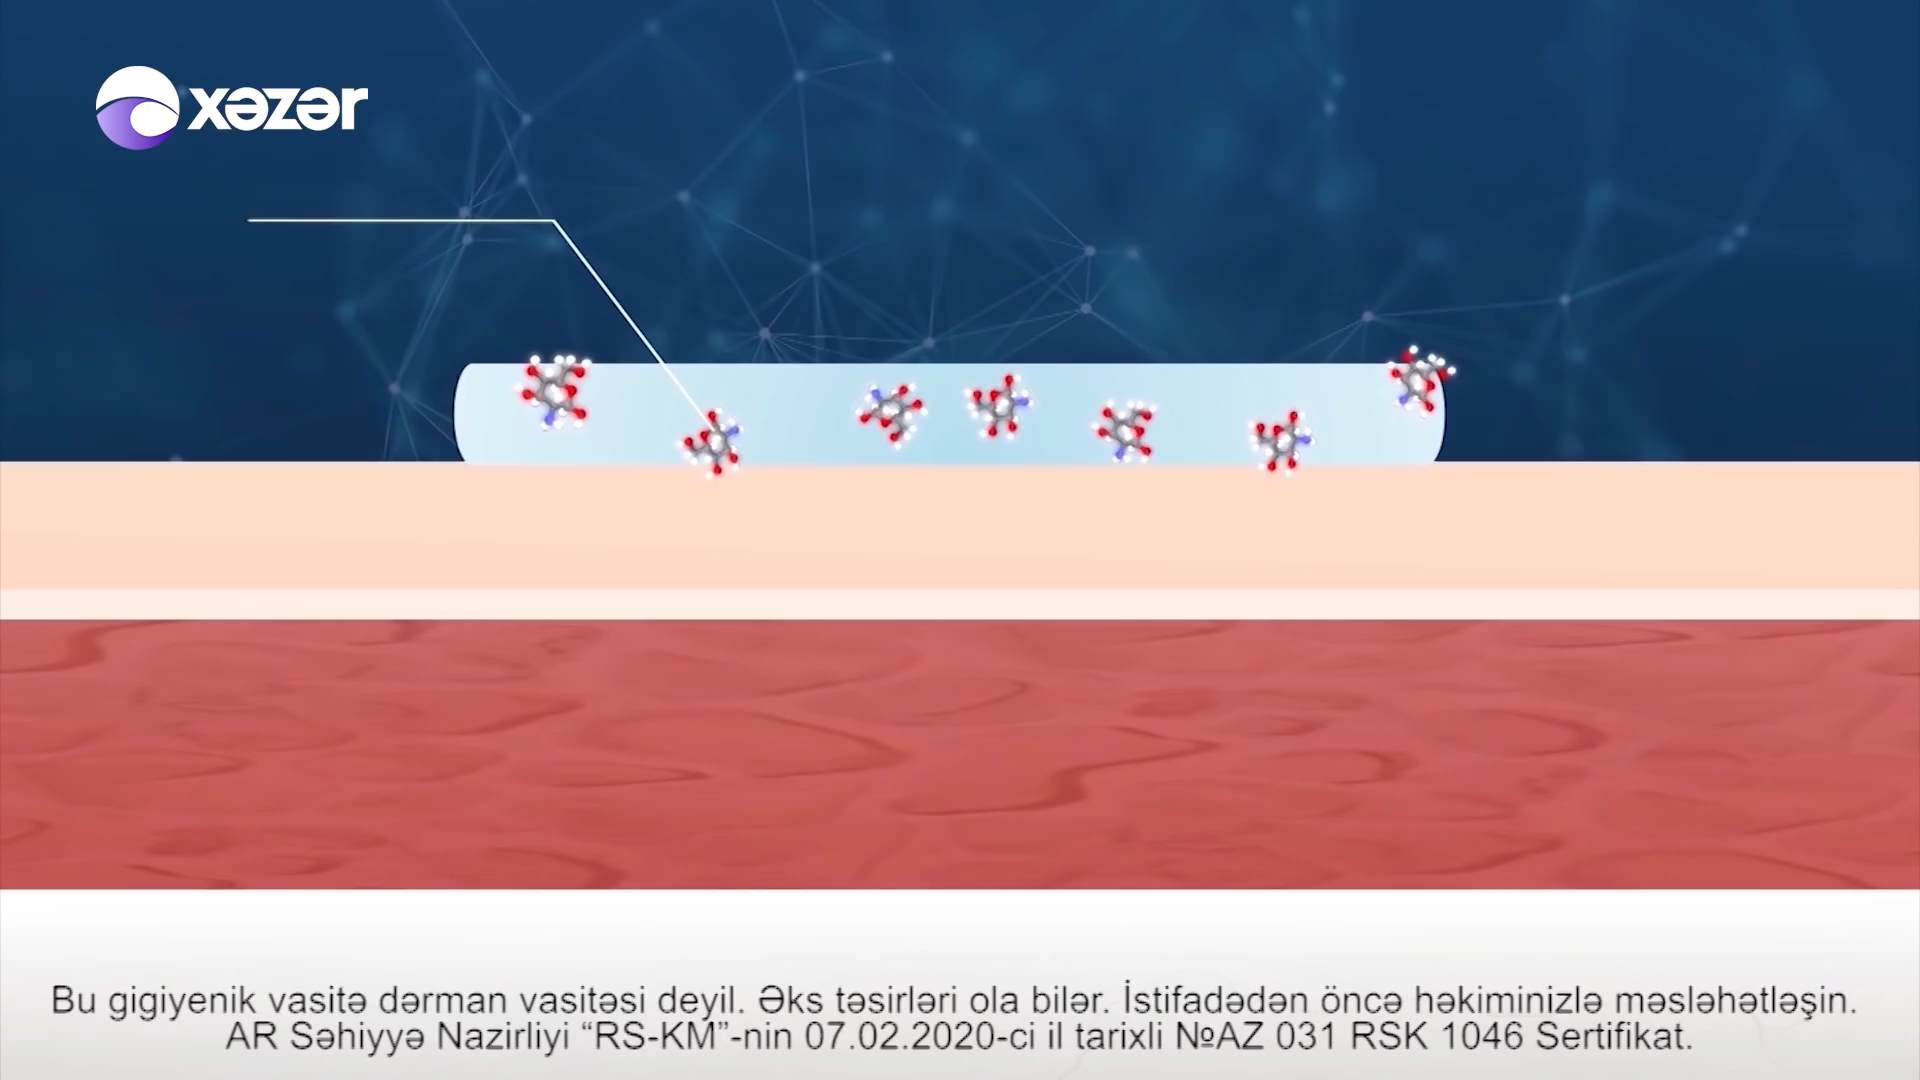 xəzər
Bu gigiyenik vasitə dərman vasitəsi deyil. Əks təsirləri ola bilər. İstifadədən öncə həkiminizlə məsləhətləşin.
AR Səhiyyə Nazirliyi “RS-KM”-nin 07.02.2020-ci il tarixli №AZ 031 RSK 1046 Sertifikat.